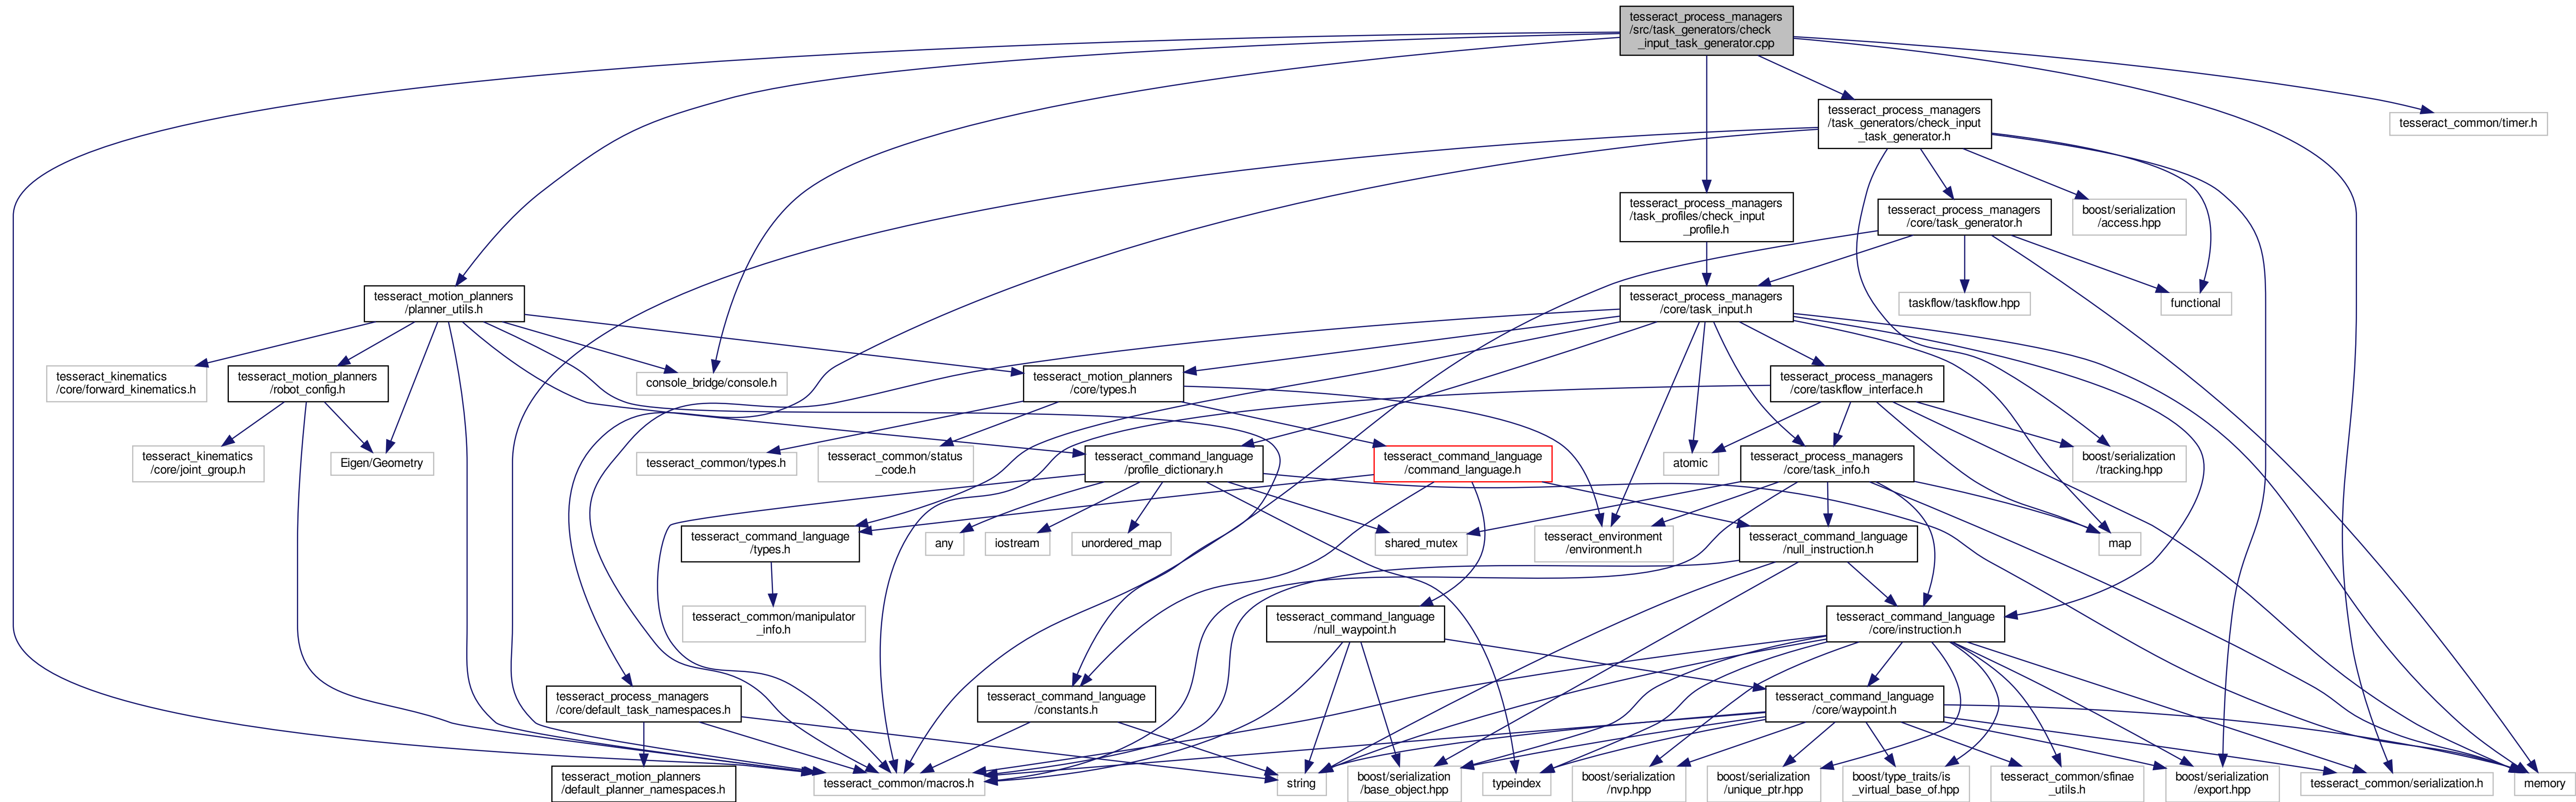 tesseract_process_managers
/src/task_generators/check
_input_task_generator.cpp
tesseract_process_managers
/task_generators/check_input
_task_generator.h
tesseract_common/timer.h
tesseract_process_managers
/task_profiles/check_input
_profile.h
tesseract_process_managers
/core/task_generator.h
boost/serialization
/access.hpp
tesseract_motion_planners
/planner_utils.h
tesseract_process_managers
/core/task_input.h
taskflow/taskflow.hpp
functional
tesseract_kinematics
/core/forward_kinematics.h
tesseract_motion_planners
/robot_config.h
console_bridge/console.h
tesseract_motion_planners
/core/types.h
tesseract_process_managers
/core/taskflow_interface.h
tesseract_kinematics
/core/joint_group.h
Eigen/Geometry
tesseract_common/types.h
tesseract_common/status
_code.h
tesseract_command_language
/profile_dictionary.h
tesseract_command_language
/command_language.h
atomic
tesseract_process_managers
/core/task_info.h
boost/serialization
/tracking.hpp
tesseract_command_language
/types.h
any
iostream
unordered_map
shared_mutex
tesseract_environment
/environment.h
tesseract_command_language
/null_instruction.h
map
tesseract_common/manipulator
_info.h
tesseract_command_language
/null_waypoint.h
tesseract_command_language
/core/instruction.h
tesseract_process_managers
/core/default_task_namespaces.h
tesseract_command_language
/constants.h
tesseract_command_language
/core/waypoint.h
tesseract_motion_planners
/default_planner_namespaces.h
tesseract_common/macros.h
string
boost/serialization
/base_object.hpp
typeindex
boost/serialization
/nvp.hpp
boost/serialization
/unique_ptr.hpp
boost/type_traits/is
_virtual_base_of.hpp
tesseract_common/sfinae
_utils.h
boost/serialization
/export.hpp
tesseract_common/serialization.h
memory